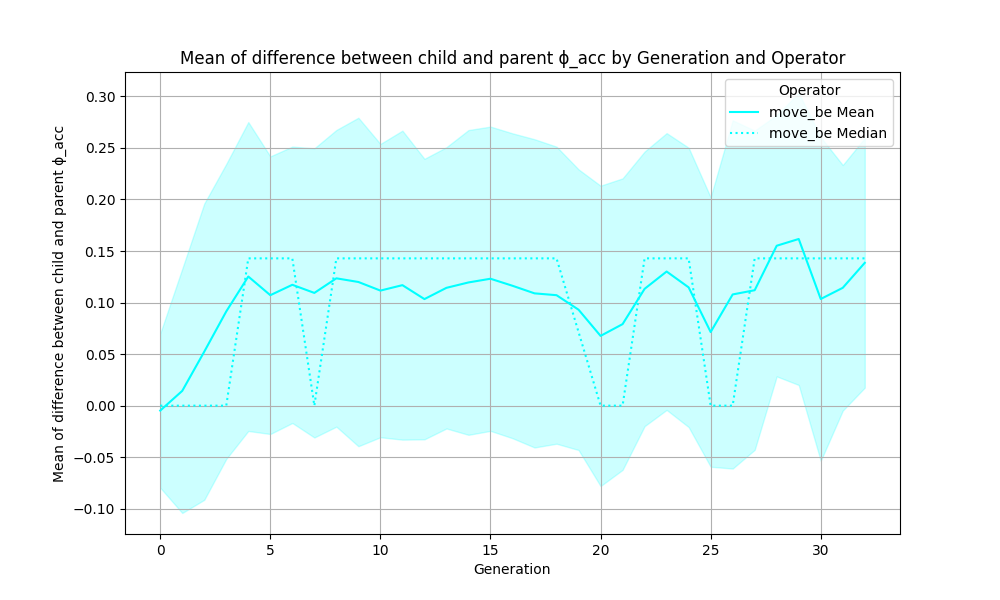 Mean of difference between child and parent ϕ_acc by Generation and Operator
Mean of difference between child and parent ϕ_acc
0.30
0.25
0.20
0.15
0.10
0.05
0.00
−0.05
−0.10
Operator
move_be Mean
move_be Median
0 5 10 15 20 25 30
Generation